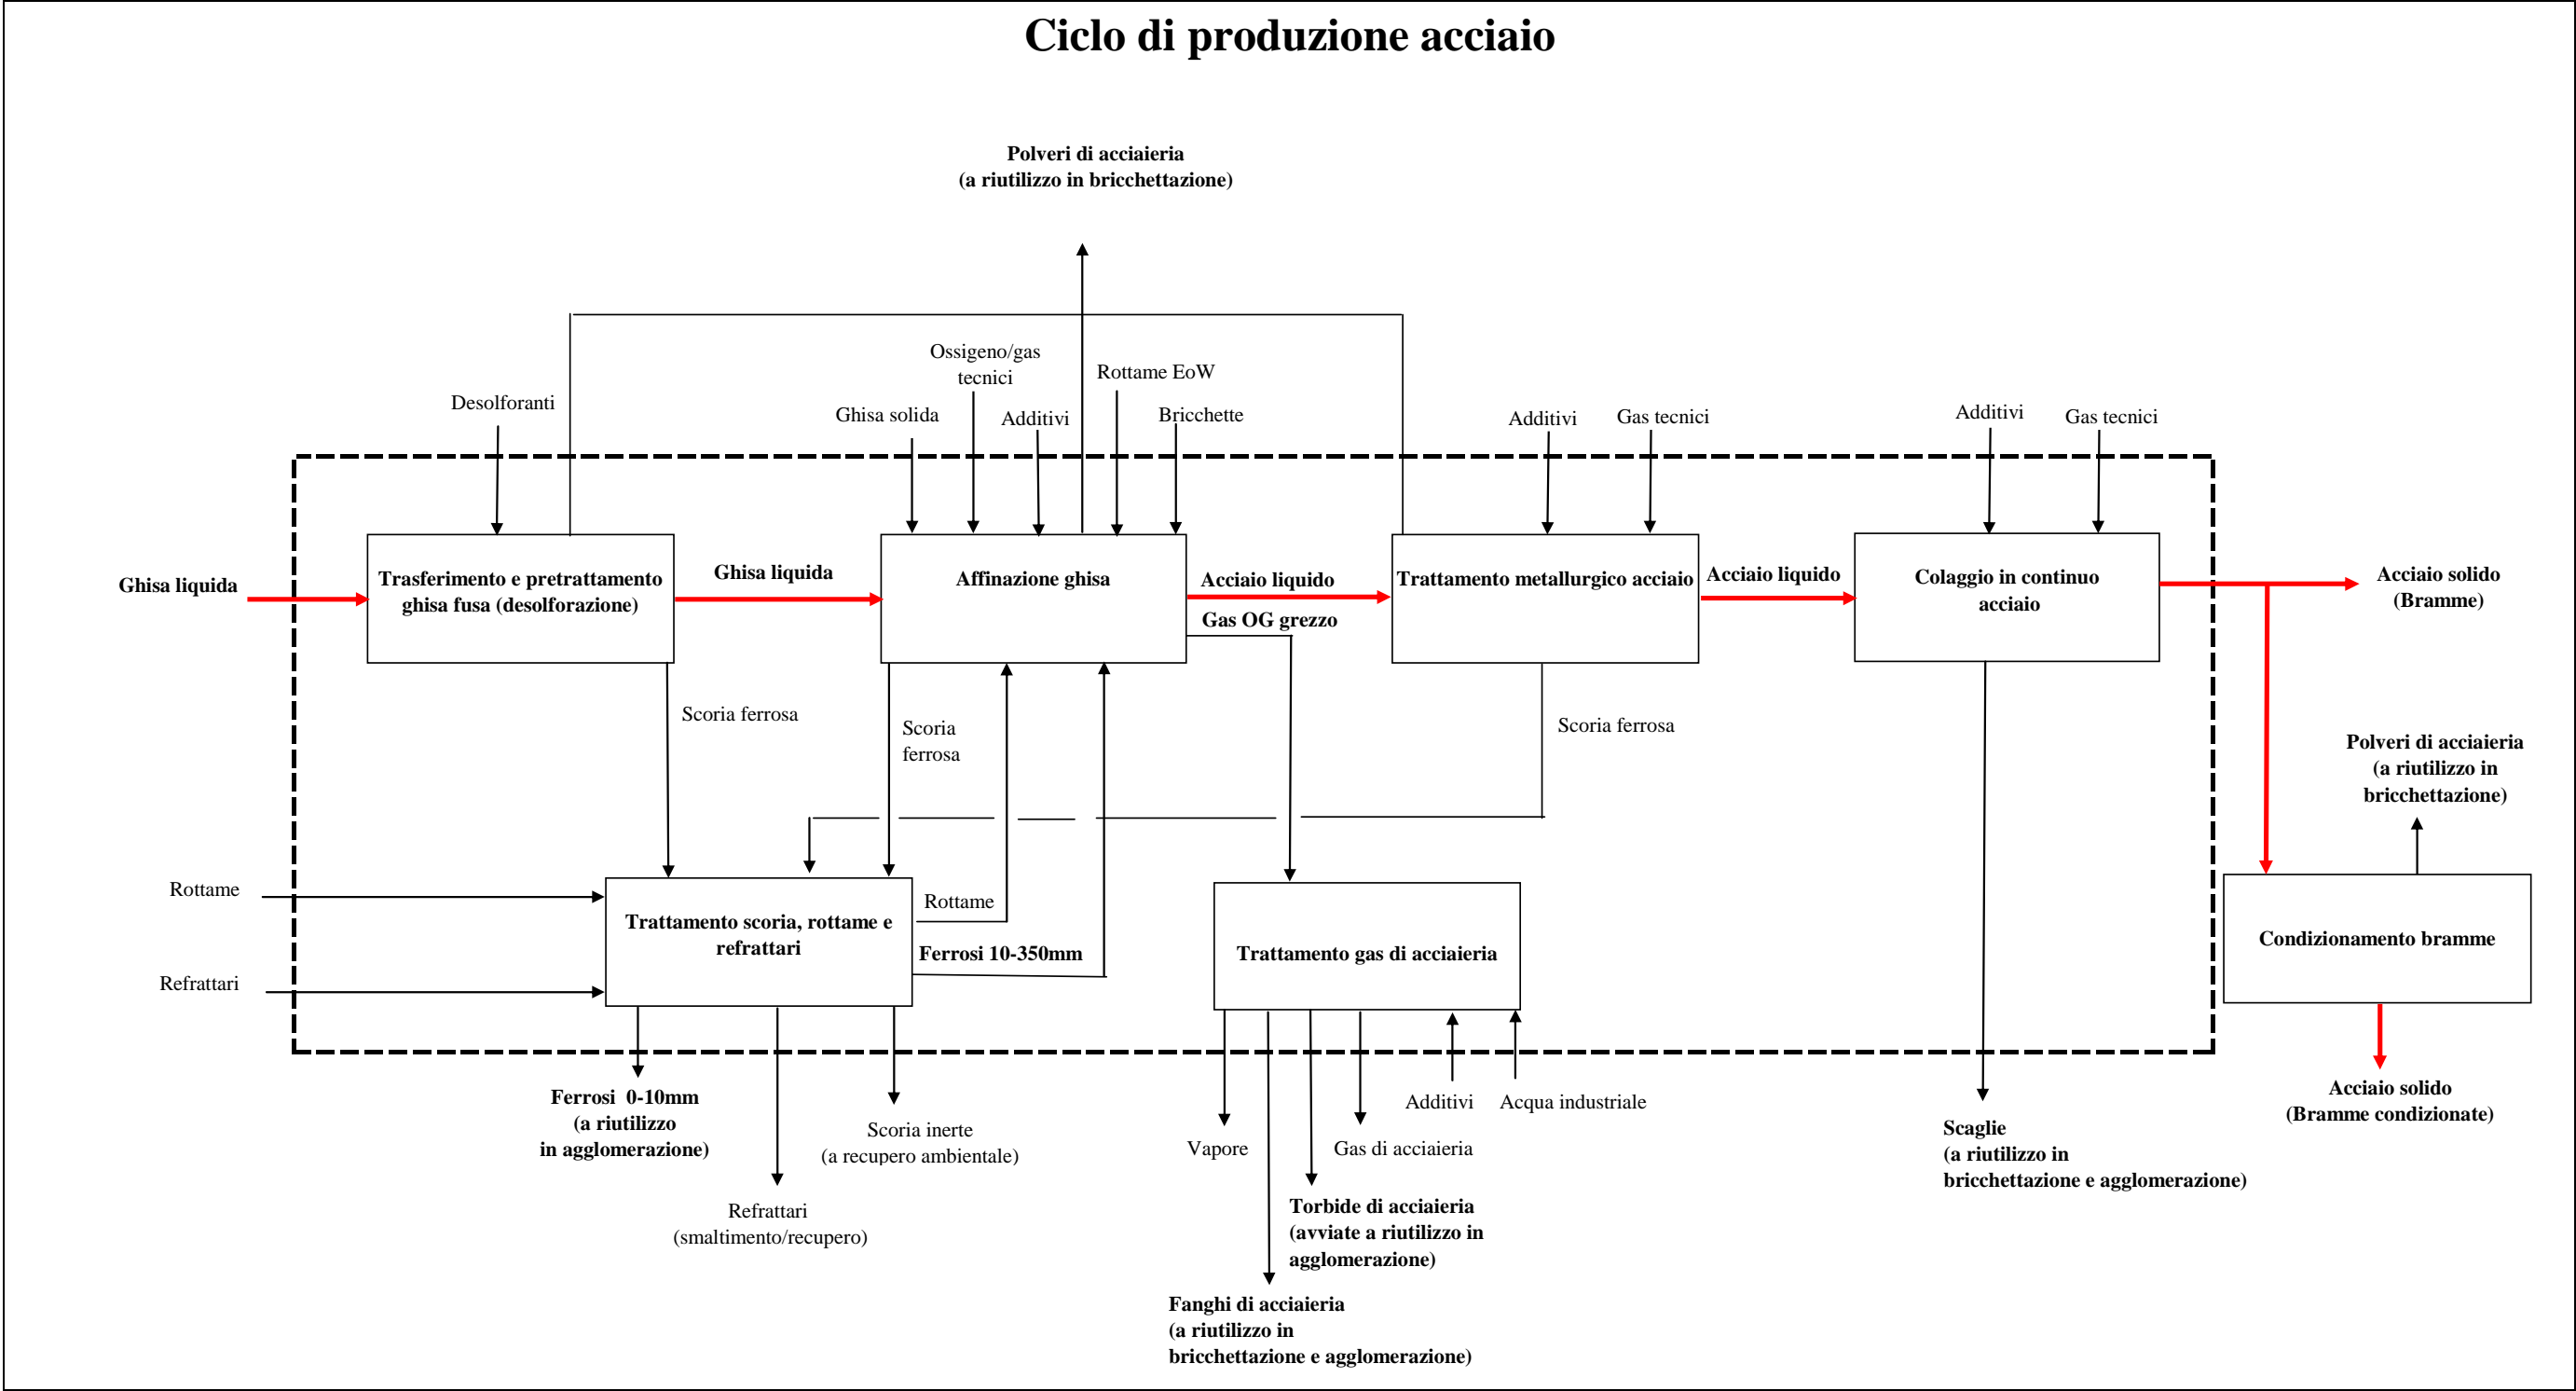 Ciclo di produzione acciaio
Polveri di acciaieria
(a riutilizzo in bricchettazione)
Ossigeno/gas
tecnici
Rottame EoW
Desolforanti
Ghisa solida
Additivi
Bricchette
Additivi
Gas tecnici
Additivi
Gas tecnici
Ghisa liquida
Trasferimento e pretrattamento
ghisa fusa (desolforazione)
Ghisa liquida
Affinazione ghisa
Acciaio liquido
Gas OG grezzo
Trattamento metallurgico acciaio
Acciaio liquido
Colaggio in continuo
acciaio
Acciaio solido
(Bramme)
Scoria ferrosa
Scoria
ferrosa
Scoria ferrosa
Polveri di acciaieria
(a riutilizzo in
bricchettazione)
Rottame
Refrattari
Trattamento scoria, rottame e
refrattari
Rottame
Ferrosi 10-350mm
Trattamento gas di acciaieria
Condizionamento bramme
Ferrosi  0-10mm
(a riutilizzo
in agglomerazione)
Scoria inerte
(a recupero ambientale)
Refrattari
(smaltimento/recupero)
Vapore
Gas di acciaieria
Additivi
Acqua industriale
Torbide di acciaieria
(avviate a riutilizzo in
agglomerazione)
Fanghi di acciaieria
(a riutilizzo in
bricchettazione e agglomerazione)
Scaglie
(a riutilizzo in
bricchettazione e agglomerazione)
Acciaio solido
(Bramme condizionate)